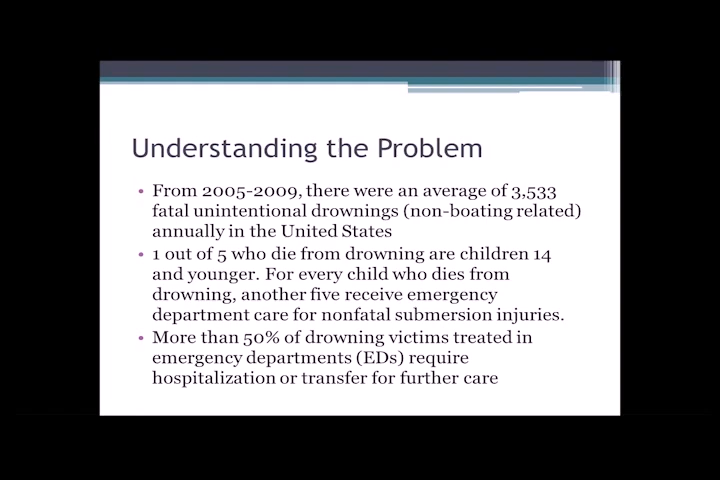 Understanding the Problem
• From 2005-2009, there were an average of 3,533
fatal unintentional drownings (non-boating related)
annually in the United States
• 1 out of 5 who die from drowning are children 14
and younger. For every child who dies from
drowning, another five receive emergency
department care for nonfatal submersion injuries.
• More than 50% of drowning victims treated in
emergency departments (EDs) require
hospitalization or transfer for further care